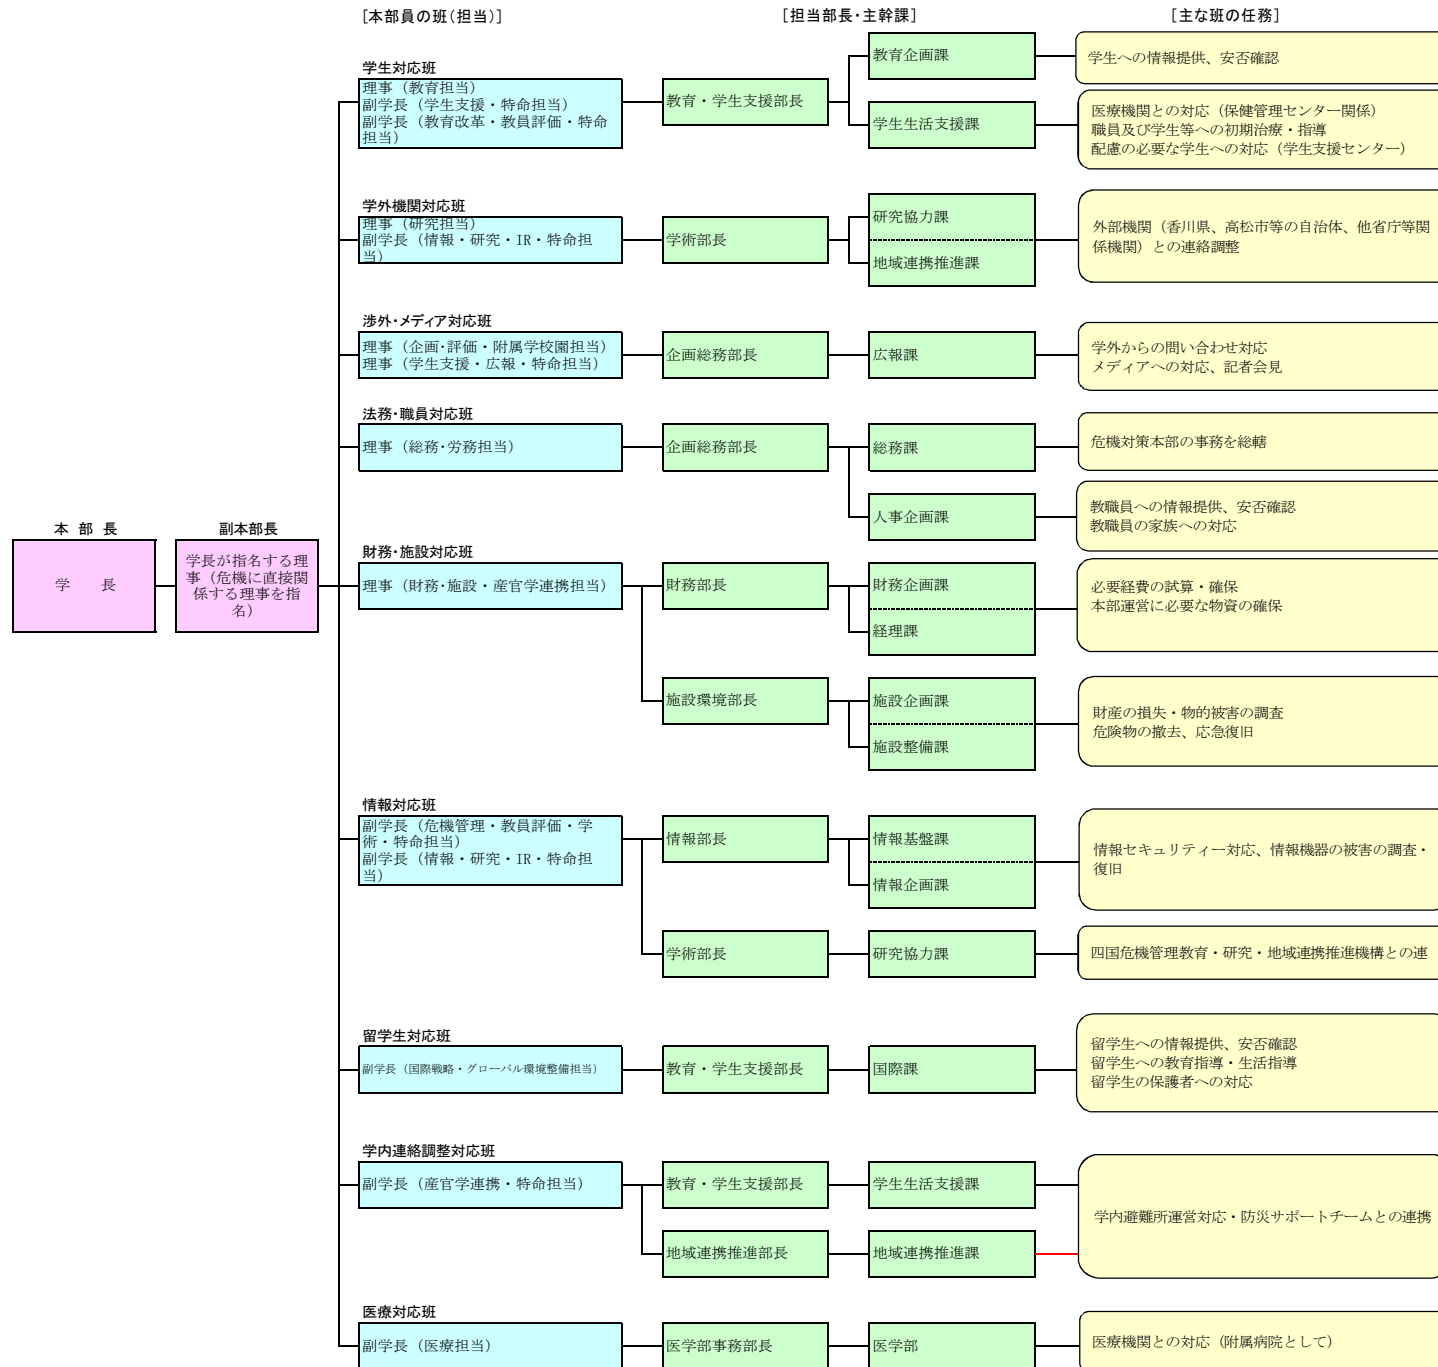 [本部員の班(担当)]
[担当部長・主幹課]
[主な班の任務]
本 部 長
学　　長
副本部長
学長が指名する理
事（危機に直接関
係する理事を指
名）
学生対応班
理事（教育担当）
副学長（学生支援・特命担当）
副学長（教育改革・教員評価・特命
担当）
教育・学生支援部長
教育企画課
学生への情報提供、安否確認
学生生活支援課
医療機関との対応（保健管理センター関係）
職員及び学生等への初期治療・指導
配慮の必要な学生への対応（学生支援センター）
学外機関対応班
理事（研究担当）
副学長（情報・研究・IR・特命担
当）
学術部長
研究協力課
地域連携推進課
外部機関（香川県、高松市等の自治体、他省庁等関
係機関）との連絡調整
渉外・メディア対応班
理事（企画・評価・附属学校園担当）
理事（学生支援・広報・特命担当）
企画総務部長
広報課
学外からの問い合わせ対応
メディアへの対応、記者会見
法務・職員対応班
理事（総務・労務担当）
企画総務部長
総務課
危機対策本部の事務を総轄
人事企画課
教職員への情報提供、安否確認
教職員の家族への対応
財務・施設対応班
理事（財務・施設・産官学連携担当）
財務部長
財務企画課
経理課
必要経費の試算・確保
本部運営に必要な物資の確保
施設環境部長
施設企画課
施設整備課
財産の損失・物的被害の調査
危険物の撤去、応急復旧
情報対応班
副学長（危機管理・教員評価・学
術・特命担当）
副学長（情報・研究・IR・特命担
当）
情報部長
情報基盤課
情報企画課
情報セキュリティー対応、情報機器の被害の調査・
復旧
学術部長
研究協力課
四国危機管理教育・研究・地域連携推進機構との連
留学生対応班
副学長（国際戦略・グローバル環境整備担当）
教育・学生支援部長
国際課
留学生への情報提供、安否確認
留学生への教育指導・生活指導
留学生の保護者への対応
学内連絡調整対応班
副学長（産官学連携・特命担当）
教育・学生支援部長
学生生活支援課
地域連携推進部長
地域連携推進課
学内避難所運営対応・防災サポートチームとの連携
医療対応班
副学長（医療担当）
医学部事務部長
医学部
医療機関との対応（附属病院として）